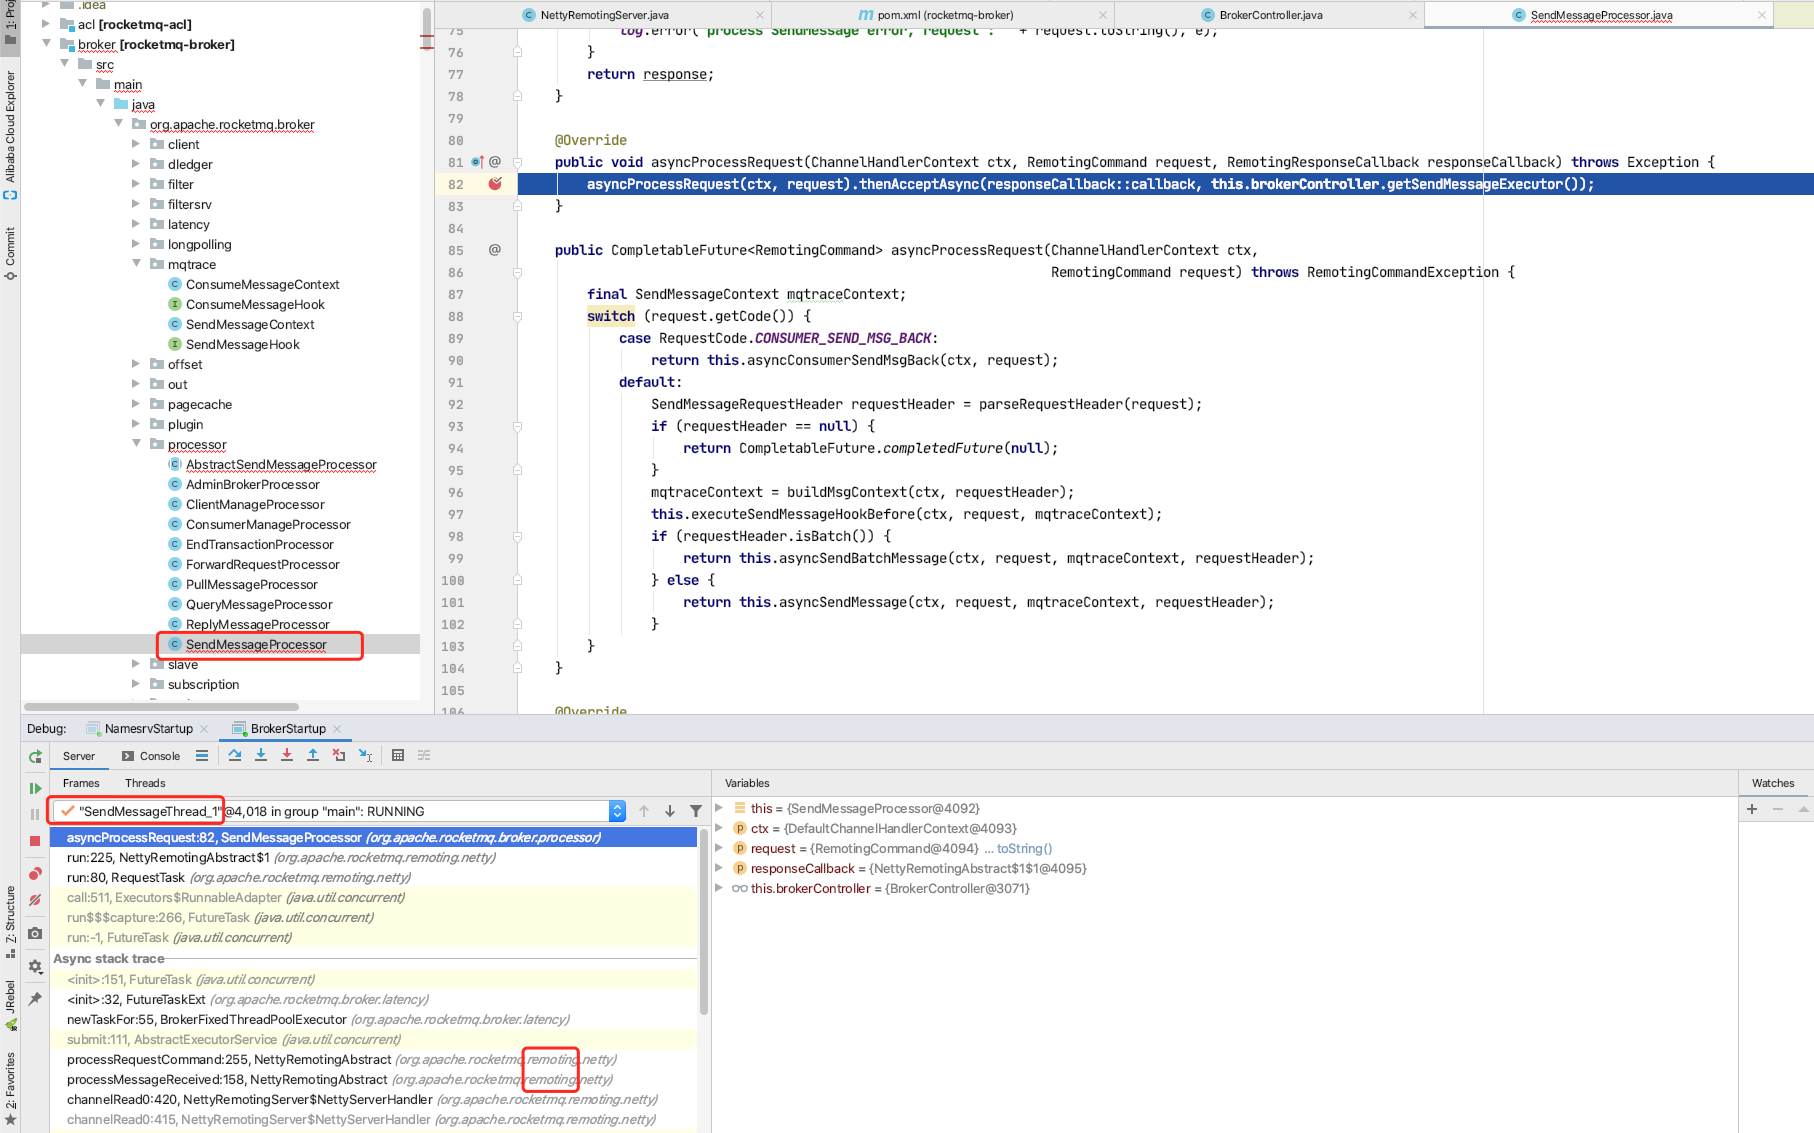 1: Proj
Alibaba Cloud Explorer
Commit
Z: Structure
JRebel
2: Favorites
.idea
acl [rocketmq-acl]
broker [rocketmq-broker]
src
main
java
org.apache.rocketmq.broker
client
dledger
filter
filtersrv
latency
longpolling
mqtrace
ConsumeMessageContext
ConsumeMessageHook
SendMessageContext
SendMessageHook
offset
out
pagecache
plugin
processor
AbstractSendMessageProcessor
AdminBrokerProcessor
ClientManageProcessor
ConsumerManageProcessor
EndTransactionProcessor
ForwardRequestProcessor
PullMessageProcessor
QueryMessageProcessor
ReplyMessageProcessor
SendMessageProcessor
slave
subscription
NettyRemotingServer.java
pom.xml (rocketmq-broker)
BrokerController.java
SendMessageProcessor.java
75 log.error("process SendMessage error, request : " + request.toString(), e);
76 }
77 return response;
78 }
79
80 @Override
81 @ public void asyncProcessRequest(ChannelHandlerContext ctx, RemotingCommand request, RemotingResponseCallback responseCallback) throws Exception {
82 asyncProcessRequest(ctx, request).thenAcceptAsync(responseCallback::callback, this.brokerController.getSendMessageExecutor());
83 }
84
85 @ public CompletableFuture<RemotingCommand> asyncProcessRequest(ChannelHandlerContext ctx,
86 RemotingCommand request) throws RemotingCommandException {
87 final SendMessageContext mqtraceContext;
88 switch (request.getCode()) {
89 case RequestCode.CONSUMER_SEND_MSG_BACK:
90 return this.asyncConsumerSendMsgBack(ctx, request);
91 default:
92 SendMessageRequestHeader requestHeader = parseRequestHeader(request);
93 if (requestHeader == null) {
94 return CompletableFuture.completedFuture(null);
95 }
96 mqtraceContext = buildMsgContext(ctx, requestHeader);
97 this.executeSendMessageHookBefore(ctx, request, mqtraceContext);
98 if (requestHeader.isBatch()) {
99 return this.asyncSendBatchMessage(ctx, request, mqtraceContext, requestHeader);
100 } else {
101 return this.asyncSendMessage(ctx, request, mqtraceContext, requestHeader);
102 }
103 }
104 }
105
106 @Override
Debug: NamesrvStartup BrokerStartup
Server Console
Frames Threads
"SendMessageThread_1"@4,018 in group "main": RUNNING
asyncProcessRequest:82, SendMessageProcessor (org.apache.rocketmq.broker.processor)
run:225, NettyRemotingAbstract$1 (org.apache.rocketmq.remoting.netty)
run:80, RequestTask (org.apache.rocketmq.remoting.netty)
call:511, Executors$RunnableAdapter (java.util.concurrent)
run$$$capture:266, FutureTask (java.util.concurrent)
run:-1, FutureTask (java.util.concurrent)
Async stack trace
<init>:151, FutureTask (java.util.concurrent)
<init>:32, FutureTaskExt (org.apache.rocketmq.broker.latency)
newTaskFor:55, BrokerFixedThreadPoolExecutor (org.apache.rocketmq.broker.latency)
submit:111, AbstractExecutorService (java.util.concurrent)
processRequestCommand:255, NettyRemotingAbstract (org.apache.rocketmq.remoting.netty)
processMessageReceived:158, NettyRemotingAbstract (org.apache.rocketmq.remoting.netty)
channelRead0:420, NettyRemotingServer$NettyServerHandler (org.apache.rocketmq.remoting.netty)
channelRead0:415, NettyRemotingServer$NettyServerHandler (org.apache.rocketmq.remoting.netty)
Variables
this = {SendMessageProcessor@4092}
ctx = {DefaultChannelHandlerContext@4093}
request = {RemotingCommand@4094} ... toString()
responseCallback = {NettyRemotingAbstract$1$1@4095}
this.brokerController = {BrokerController@3071}
Watches